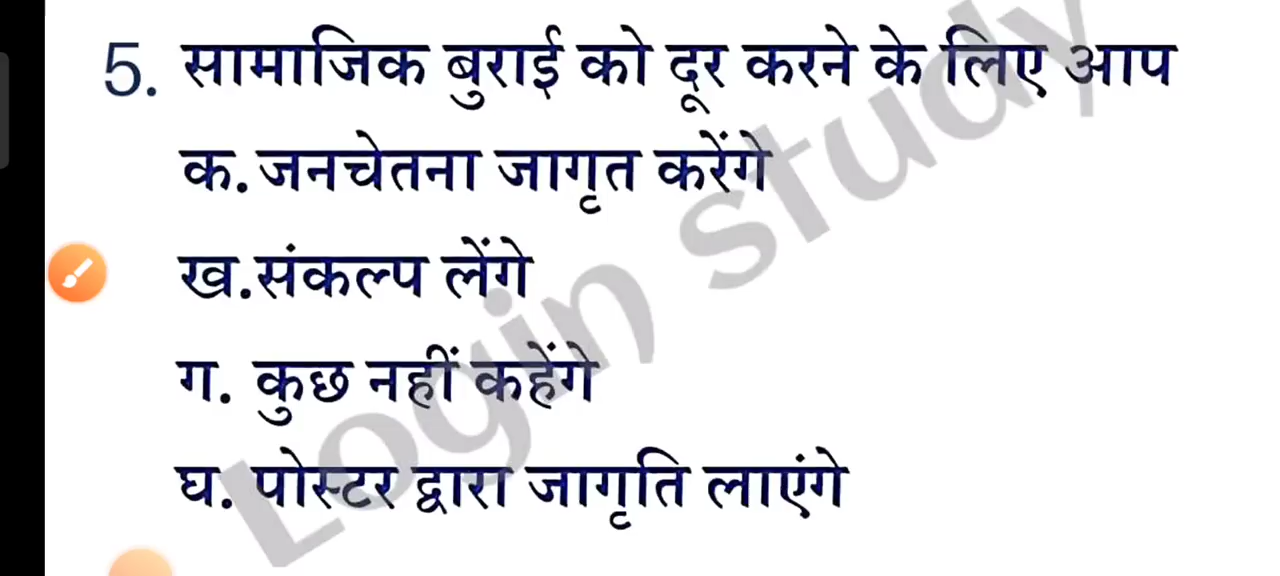 5. सामाजिक बुराई को दूर करने के लिए आप
क.जनचेतना जागृत करेंगे
ख.संकल्प लेंगे
ग. कुछ नहीं कहेंगे
घ. पोस्टर द्वारा जागृति लाएंगे
Login study